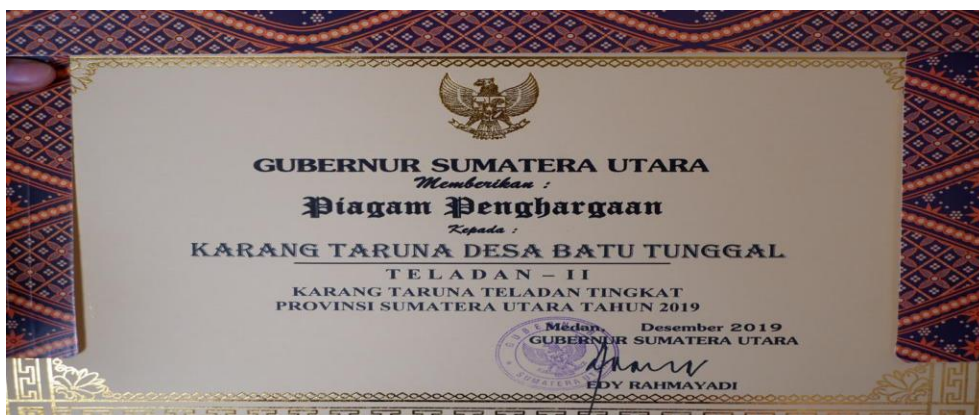 GUBERNUR SUMATERA UTARA
Memberikan :
Piagam Penghargaan
Kepada :
KARANG TARUNA DESA BATU TUNGGAL
TELADAN – II
KARANG TARUNA TELADAN TINGKAT
PROVINSI SUMATERA UTARA TAHUN 2019
Medan, Desember 2019
GUBERNUR SUMATERA UTARA
EDY RAHMAYADI